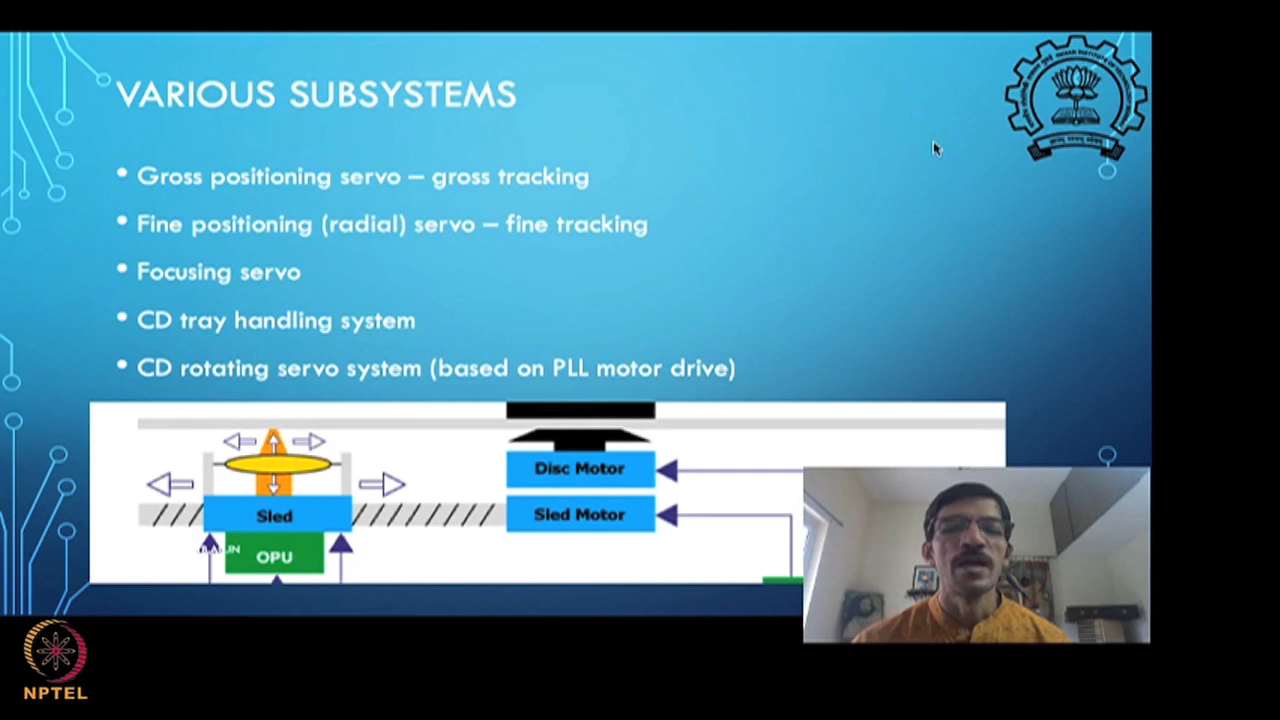 VARIOUS SUBSYSTEMS
• Gross positioning servo – gross tracking
• Fine positioning (radial) servo – fine tracking
• Focusing servo
• CD tray handling system
• CD rotating servo system (based on PLL motor drive)
Disc Motor
Sled
Sled Motor
OPU
NPTEL